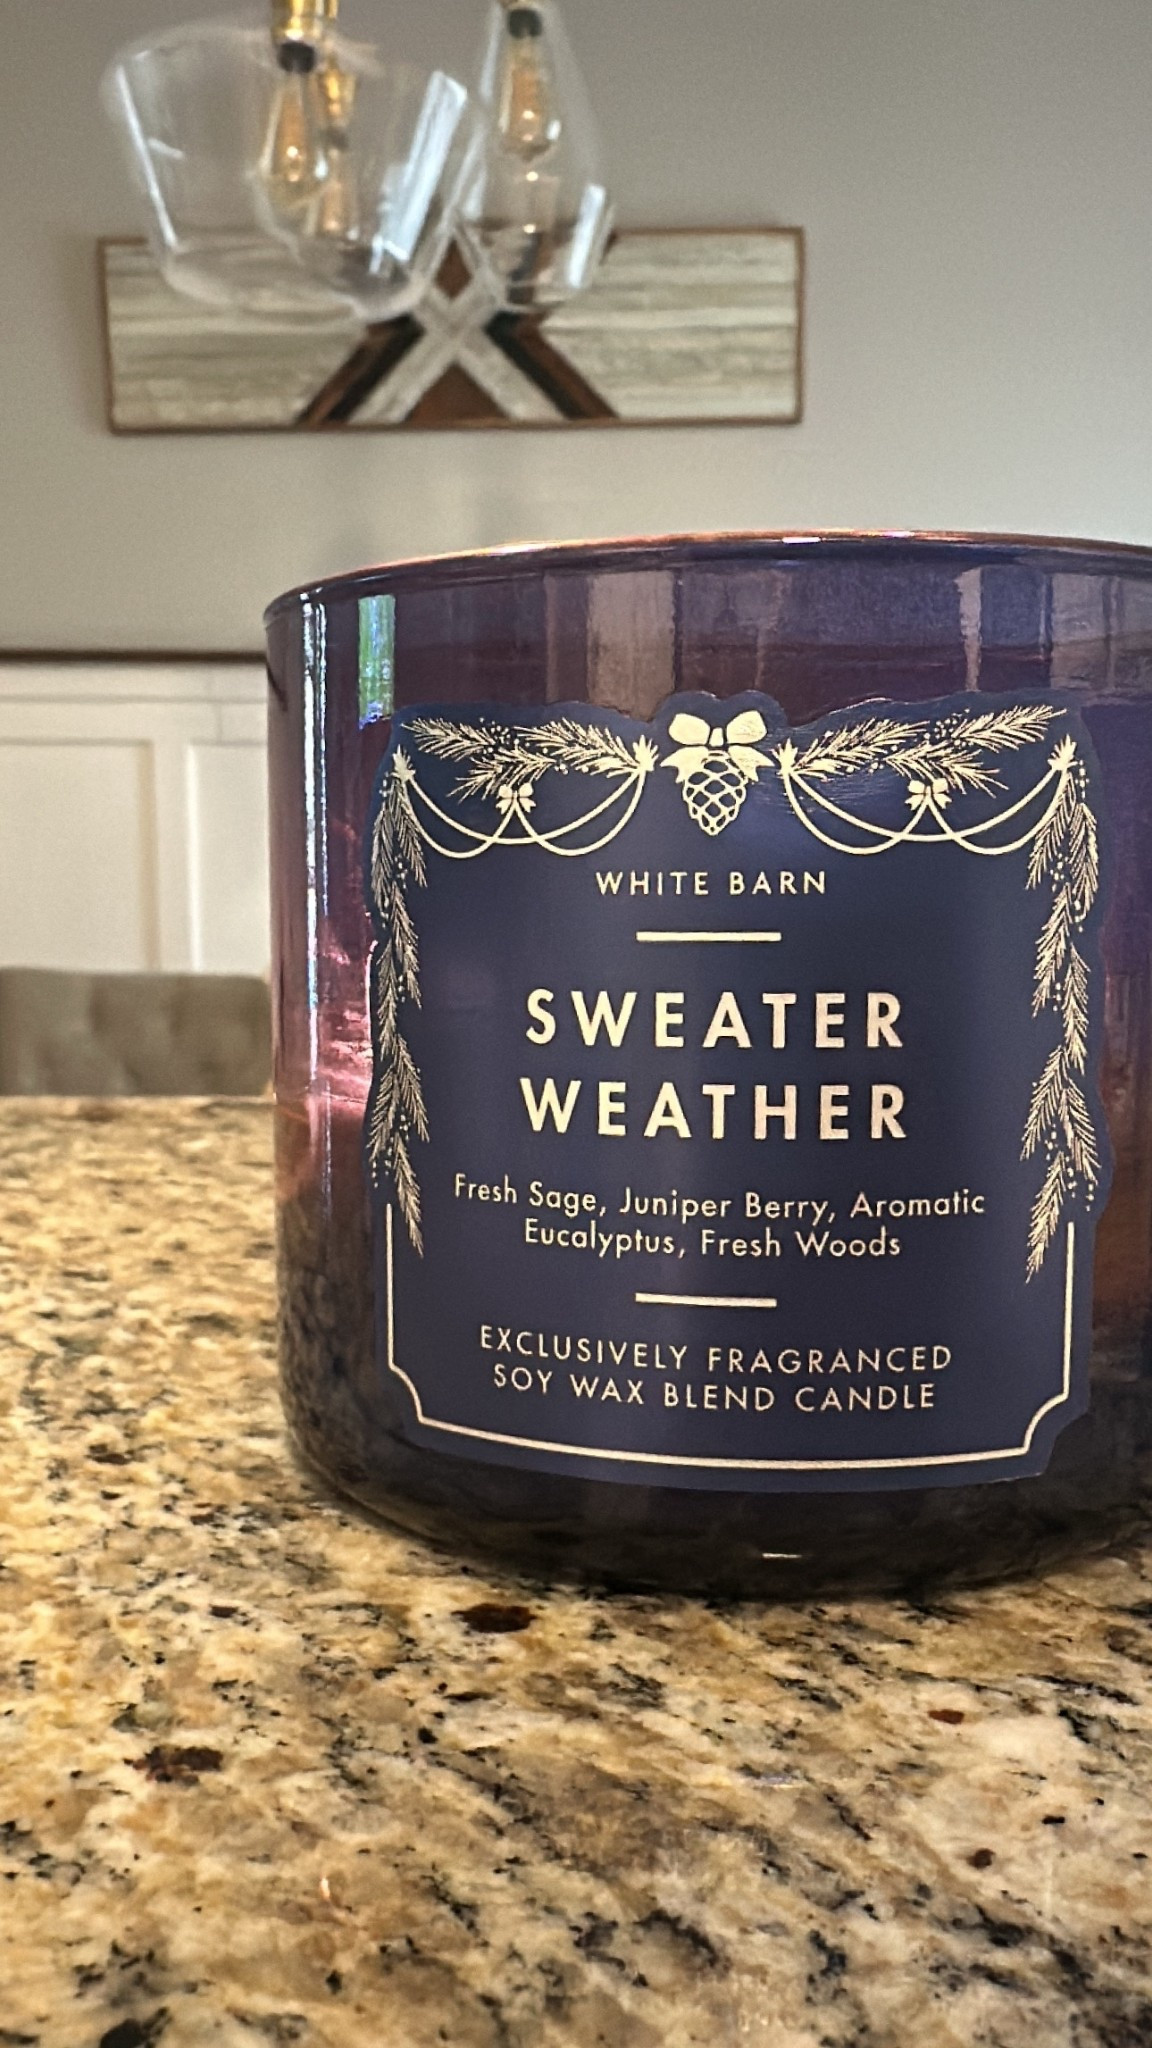 WHITE BARN
SWEATER
WEATHER
Fresh Sage, Juniper Berry, Aromatic
Eucalyptus, Fresh Woods
EXCLUSIVELY FRAGRANCED
SOY WAX BLEND CANDLE